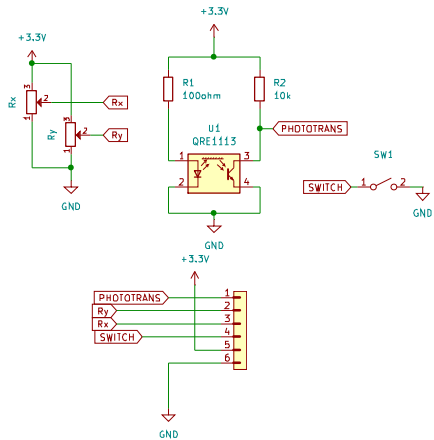 +3.3V
+3.3V
Rx
3
2
1
Rx
Ry
3
2
1
Ry
GND
R1
100ohm
R2
10k
PHOTOTRANS
U1
QRE1113
1
3
2
4
GND
SW1
SWITCH
1
2
GND
+3.3V
PHOTOTRANS
1
Ry
2
Rx
3
SWITCH
4
5
6
GND